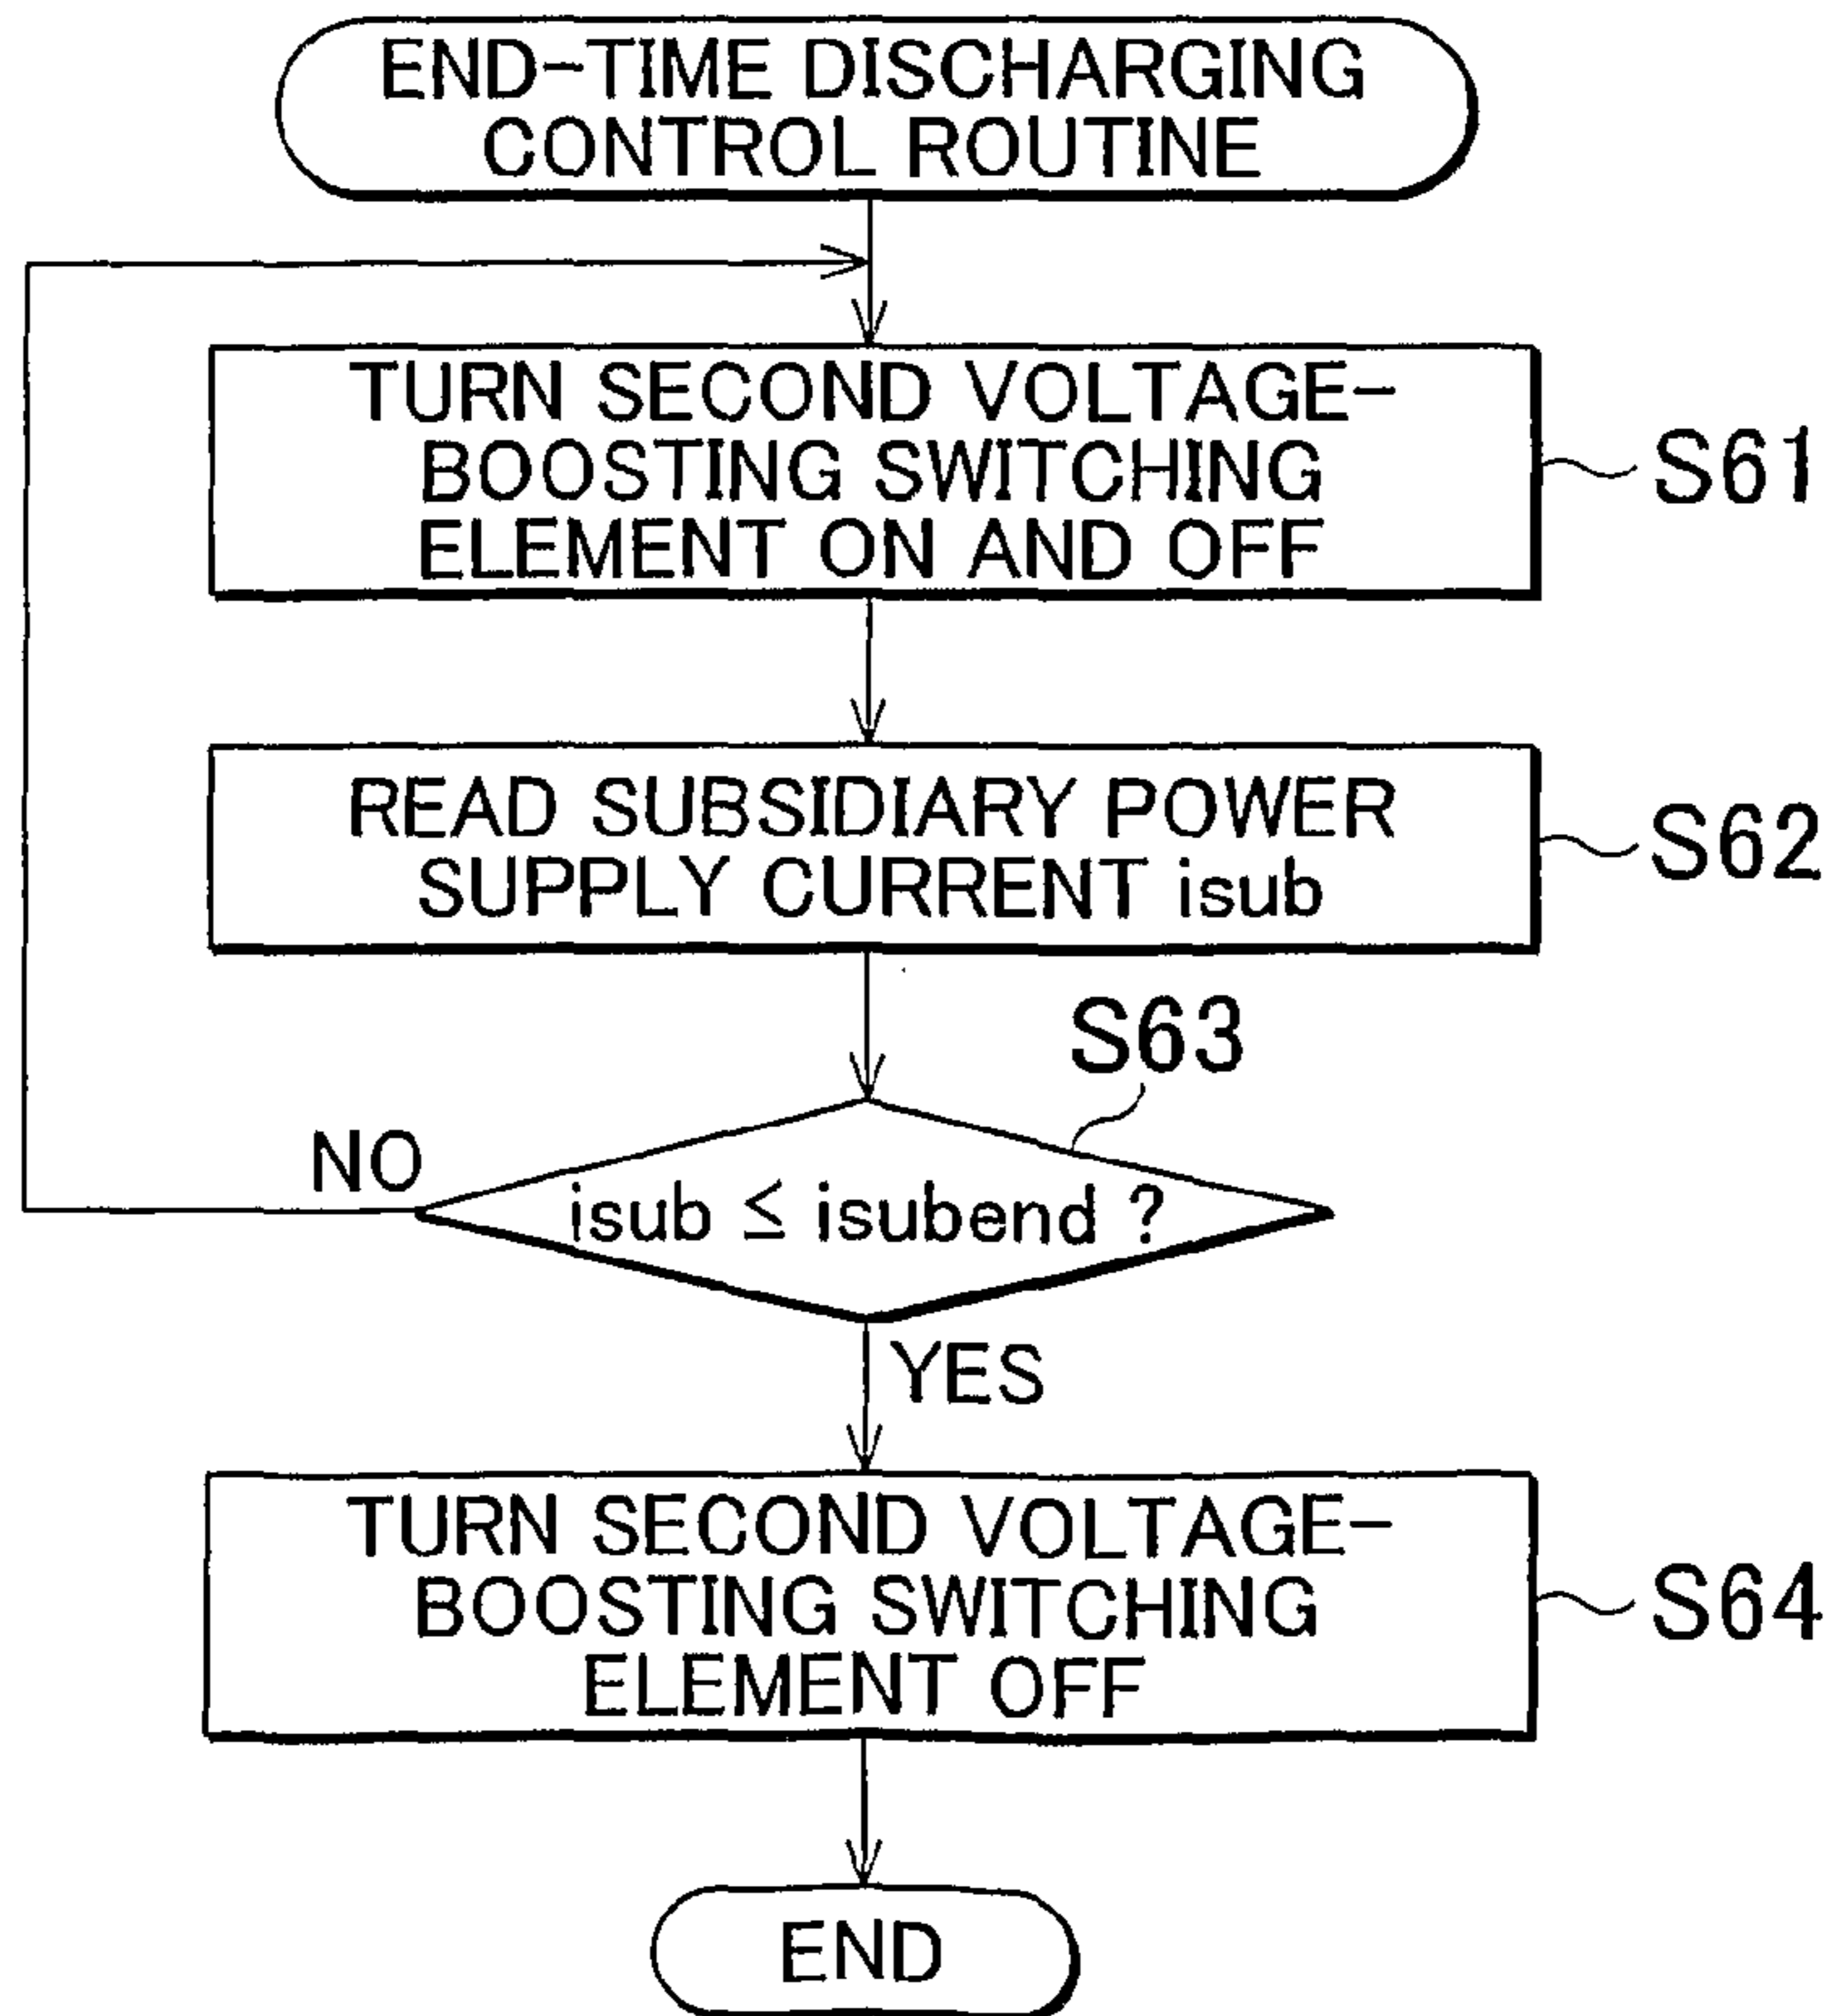 END-TIME DISCHARGING
CONTROL ROUTINE
TURN SECOND VOLTAGE-
BOOSTING SWITCHING
ELEMENT ON AND OFF
S61
READ SUBSIDIARY POWER
SUPPLY CURRENT isub
S62
S63
NO
isub ≤ isubend ?
YES
TURN SECOND VOLTAGE-
BOOSTING SWITCHING
ELEMENT OFF
S64
END